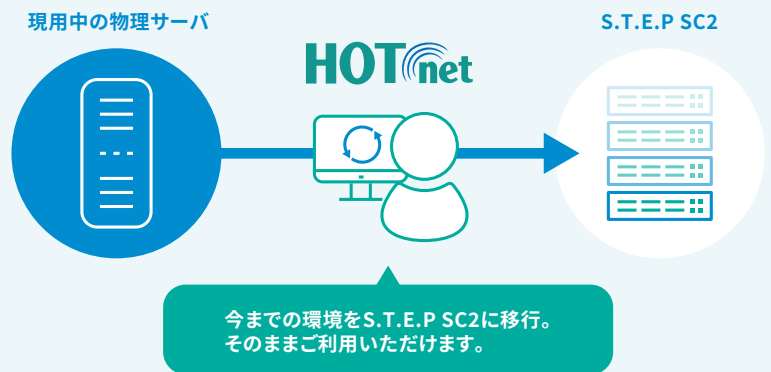 現用中の物理サーバ
S.T.E.P SC2
HOTnet
今までの環境をS.T.E.P SC2に移行。
そのままご利用いただけます。